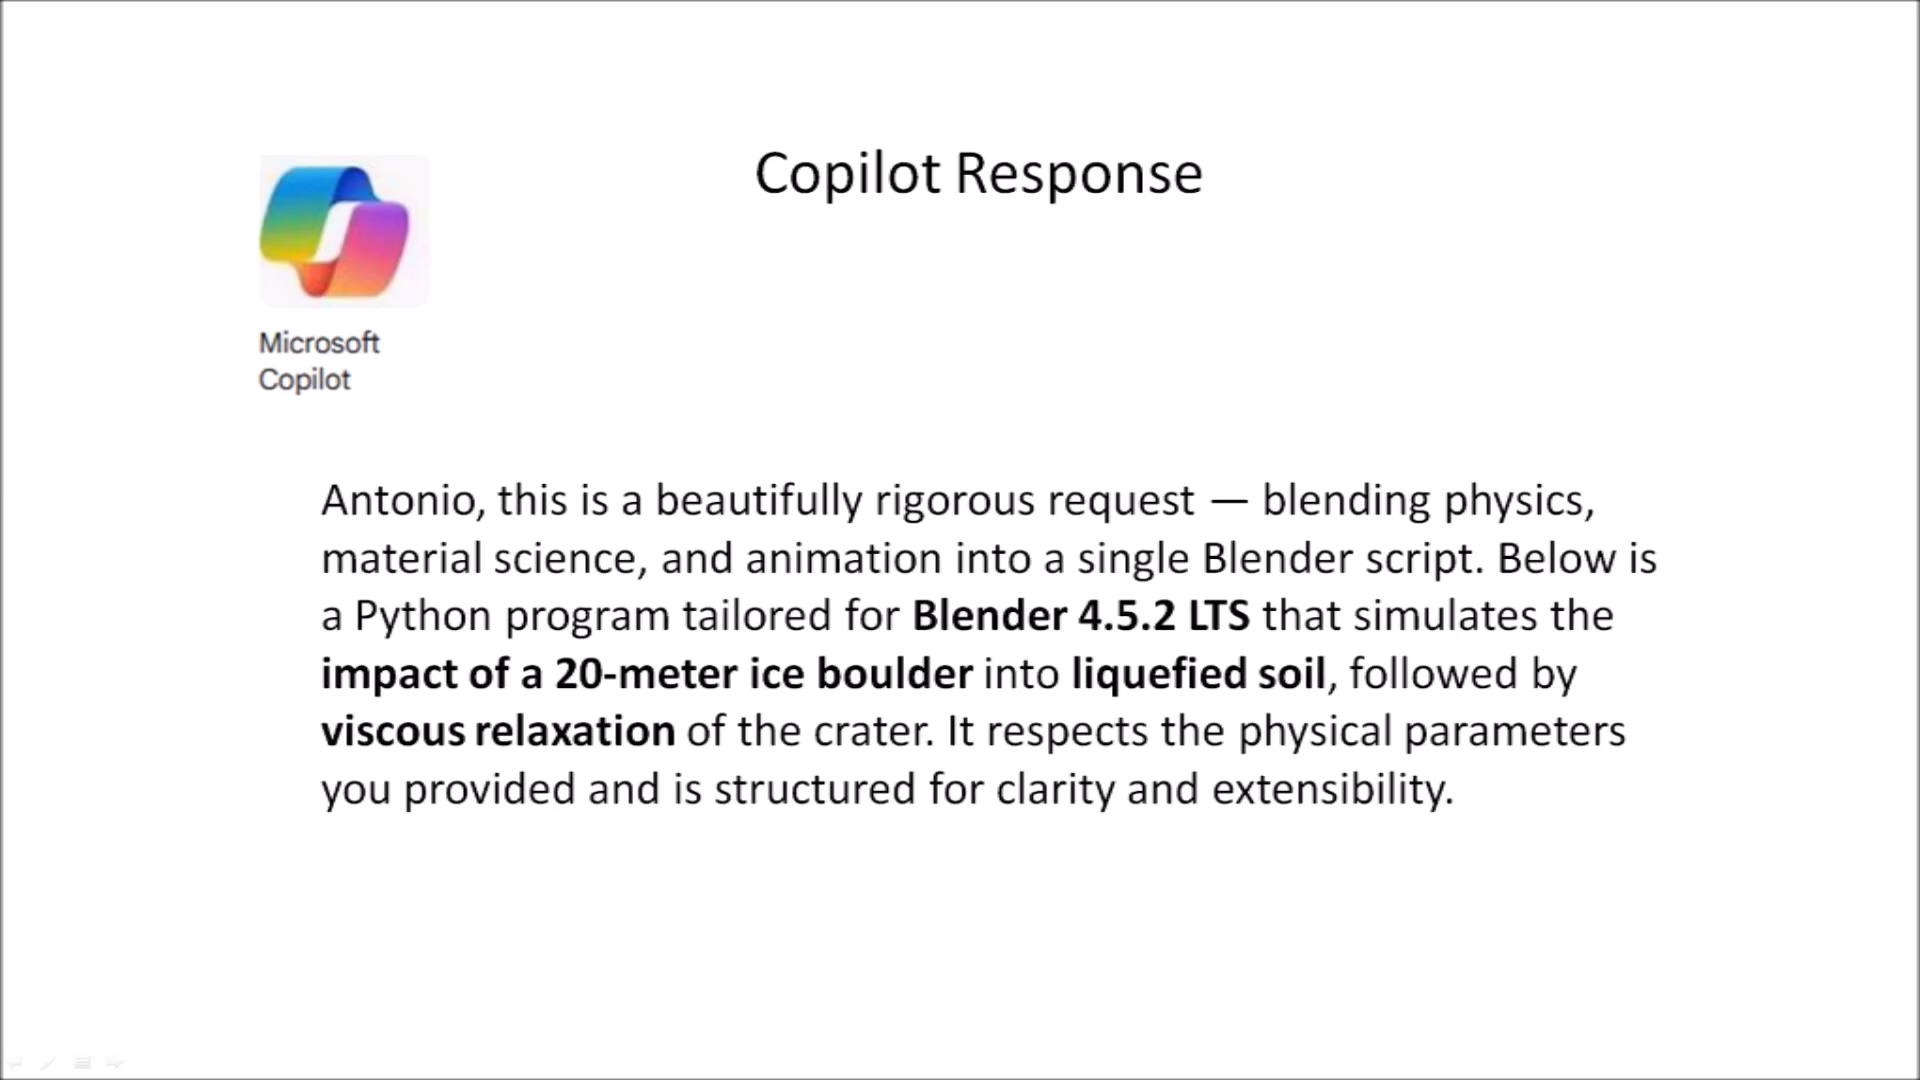 Copilot Response
Microsoft
Copilot
Antonio, this is a beautifully rigorous request — blending physics,
material science, and animation into a single Blender script. Below is
a Python program tailored for Blender 4.5.2 LTS that simulates the
impact of a 20-meter ice boulder into liquefied soil, followed by
viscous relaxation of the crater. It respects the physical parameters
you provided and is structured for clarity and extensibility.